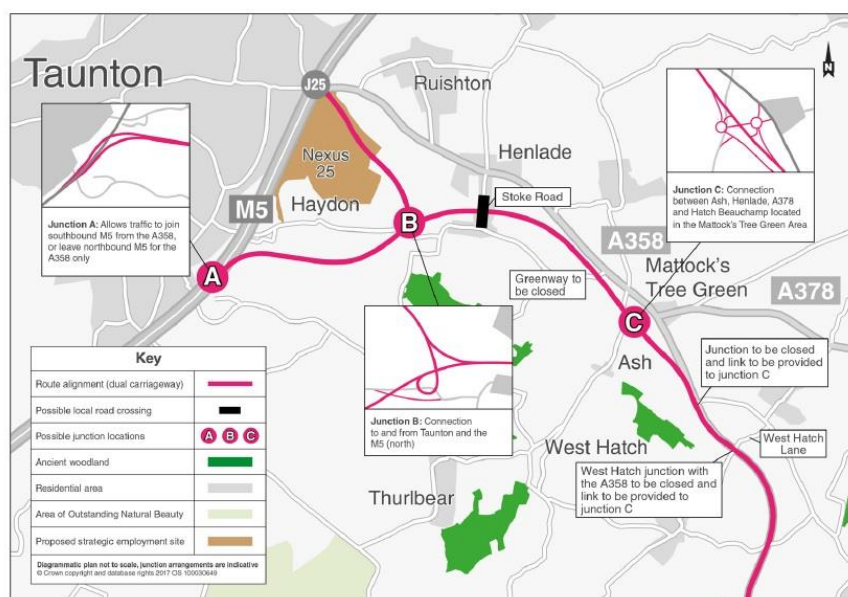 Taunton
J25
Ruishton
N
Nexus
25
Henlade
Haydon
M5
Stoke Road
A
B
C
A358
Mattock's
Tree Green
A378
Greenway to
be closed
Ash
West Hatch
Thurlbear
Junction A: Allows traffic to join
southbound M5 from the A358,
or leave northbound M5 for the
A358 only
Junction C: Connection
between Ash, Henlade, A378
and Hatch Beauchamp located
in the Mattock's Tree Green Area
Junction B: Connection
to and from Taunton and the
M5 (north)
Junction to be closed
and link to be provided
to junction C
West Hatch
Lane
West Hatch junction with
the A358 to be closed and
link to be provided to
junction C
Key
Route alignment (dual carriageway)
Possible local road crossing
Possible junction locations
A B C
Ancient woodland
Residential area
Area of Outstanding Natural Beauty
Proposed strategic employment site
Diagrammatic plan not to scale, junction arrangements are indicative
© Crown copyright and database rights 2017 OS 100030649